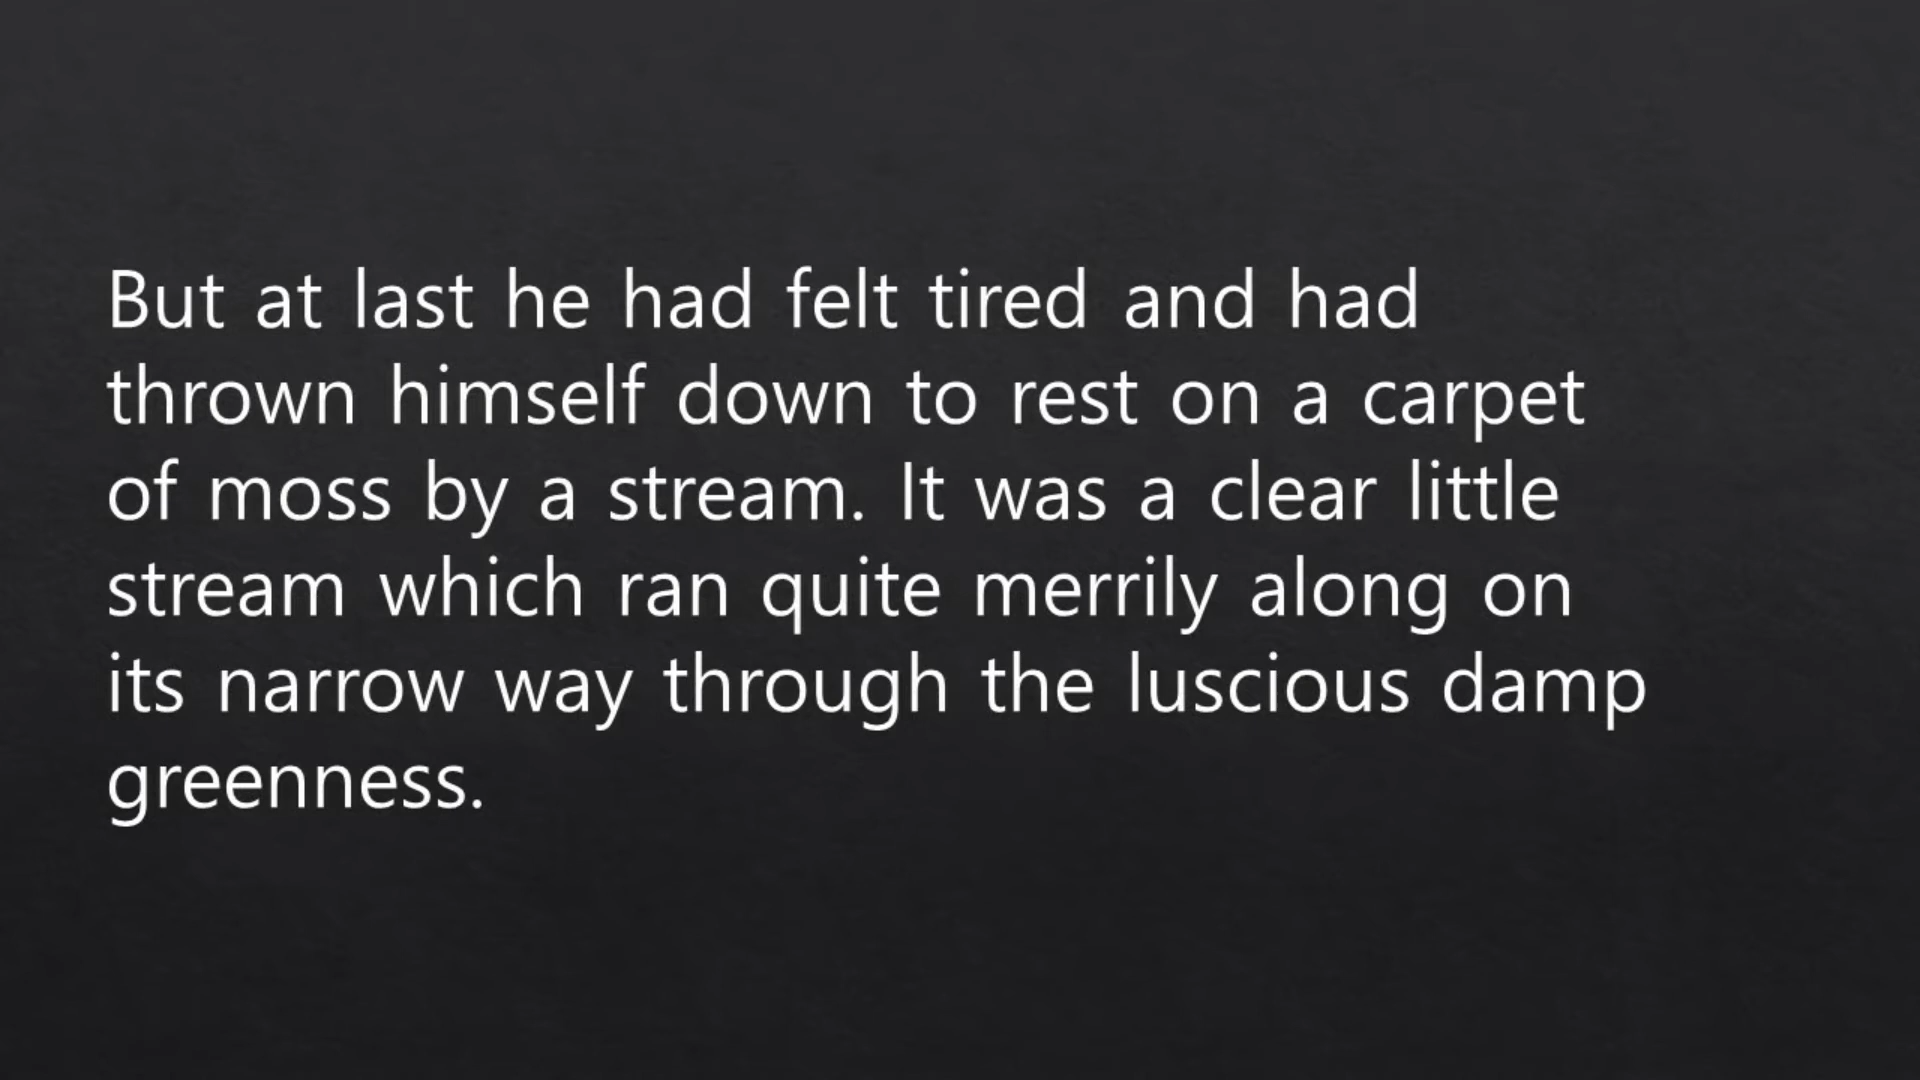 But at last he had felt tired and had
thrown himself down to rest on a carpet
of moss by a stream. It was a clear little
stream which ran quite merrily along on
its narrow way through the luscious damp
greenness.